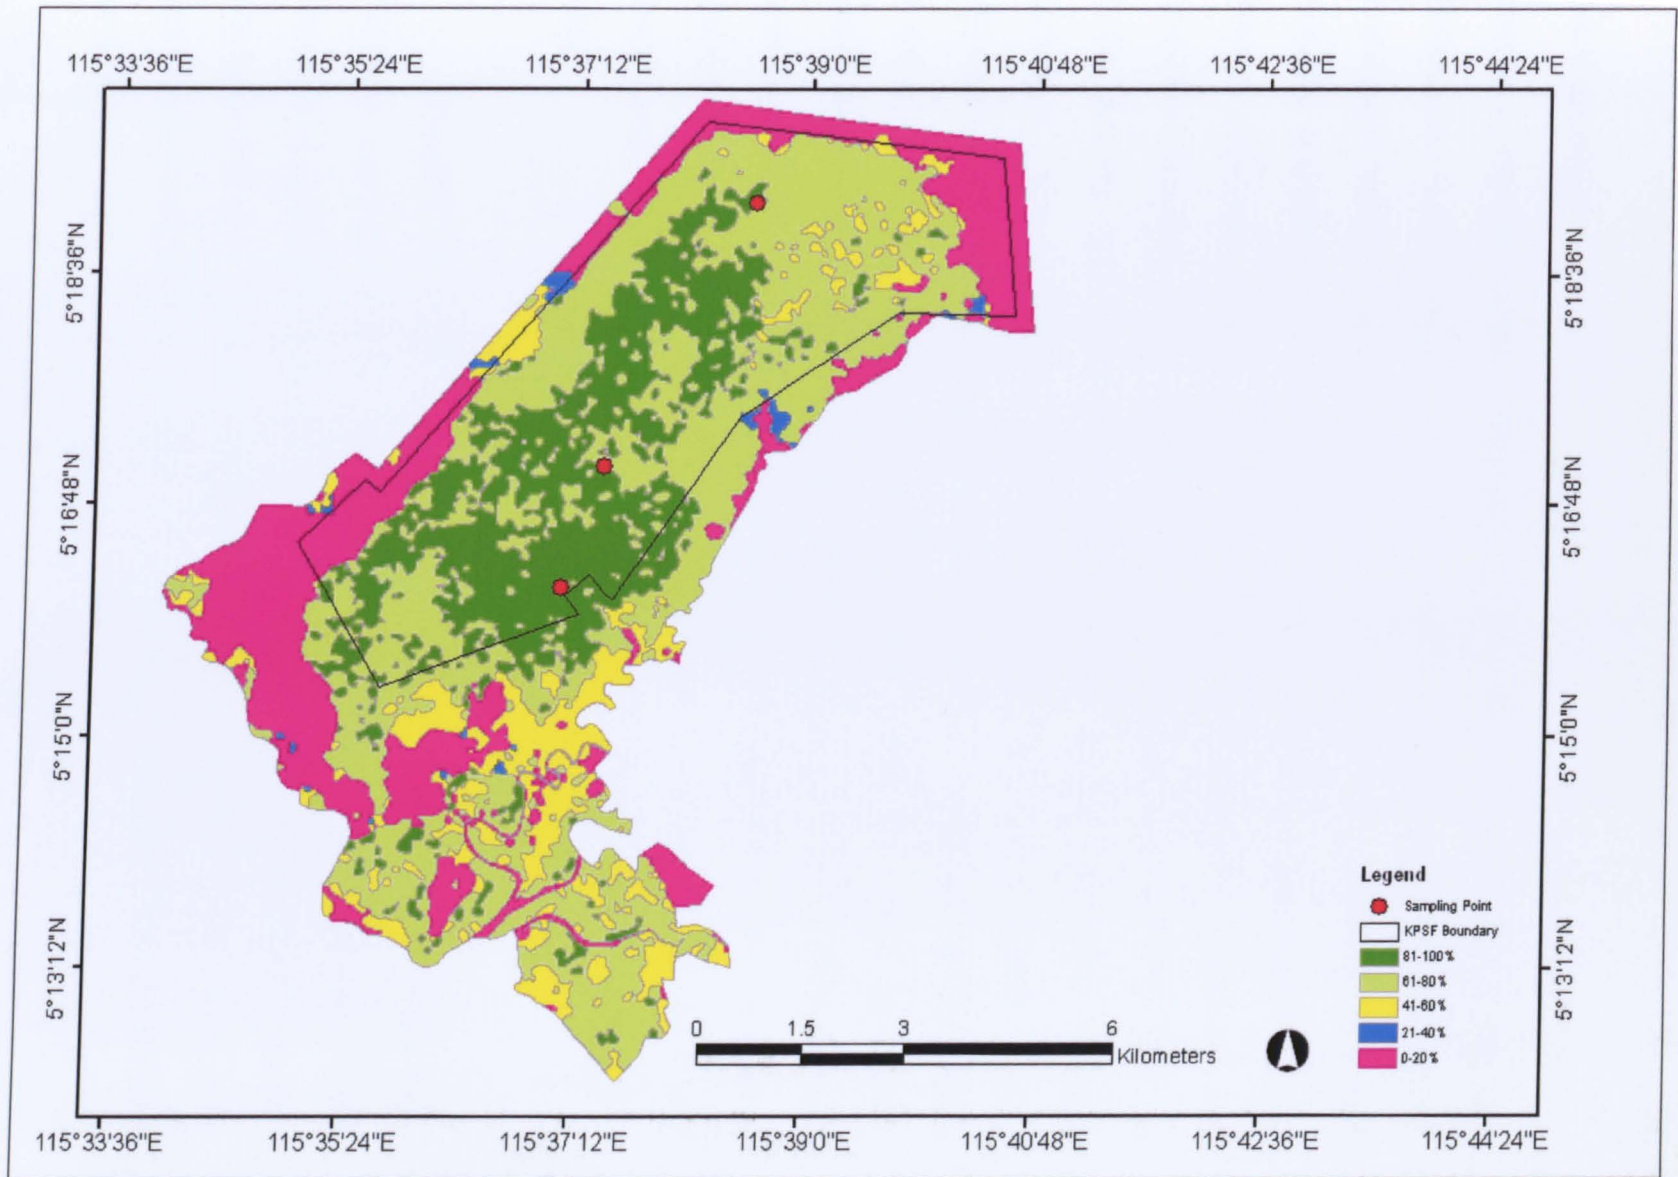 115°33'36"E 115°35'24"E 115°37'12"E 115°39'0"E 115°40'48"E 115°42'36"E 115°44'24"E
5°18'36"N 5°18'36"N
5°16'48"N 5°16'48"N
5°15'0"N 5°15'0"N
5°13'12"N 5°13'12"N
Legend
Sampling Point
KPSF Boundary
81-100%
61-80%
41-60%
21-40%
0-20%
0 1.5 3 6
Kilometers
115°33'36"E 115°35'24"E 115°37'12"E 115°39'0"E 115°40'48"E 115°42'36"E 115°44'24"E